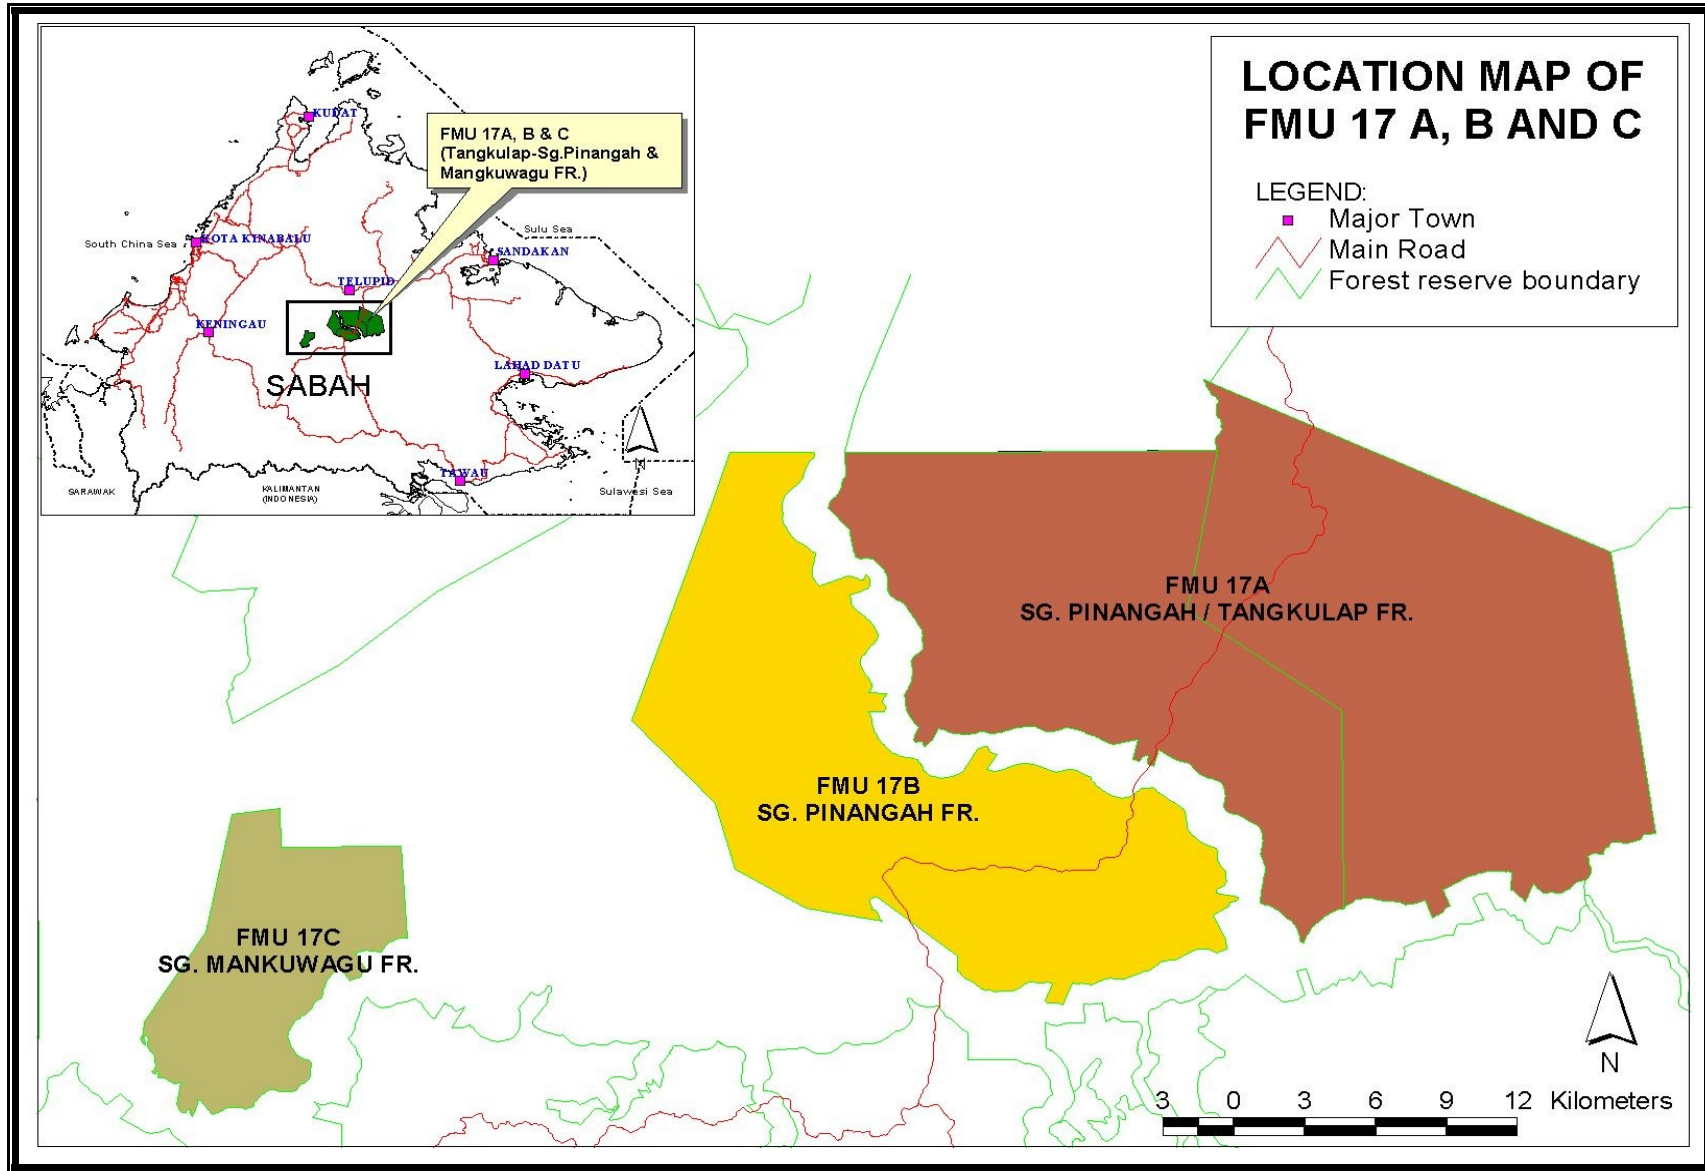 LOCATION MAP OF
FMU 17 A, B AND C
LEGEND:
Major Town
Main Road
Forest reserve boundary
KUDAT
FMU 17A, B & C
(Tangkulap-Sg.Pinangah &
Mangkuwagu FR.)
South China Sea
KOTA KINABALU
Sulu Sea
SANDAKAN
TELUPID
KENINGAU
LAHAD DATU
SABAH
N
TAWAU
SARAWAK
KALIMANTAN
(INDONESIA)
Sulawesi Sea
FMU 17A
SG. PINANGAH / TANGKULAP FR.
FMU 17B
SG. PINANGAH FR.
FMU 17C
SG. MANKUWAGU FR.
N
3 0 3 6 9 12 Kilometers